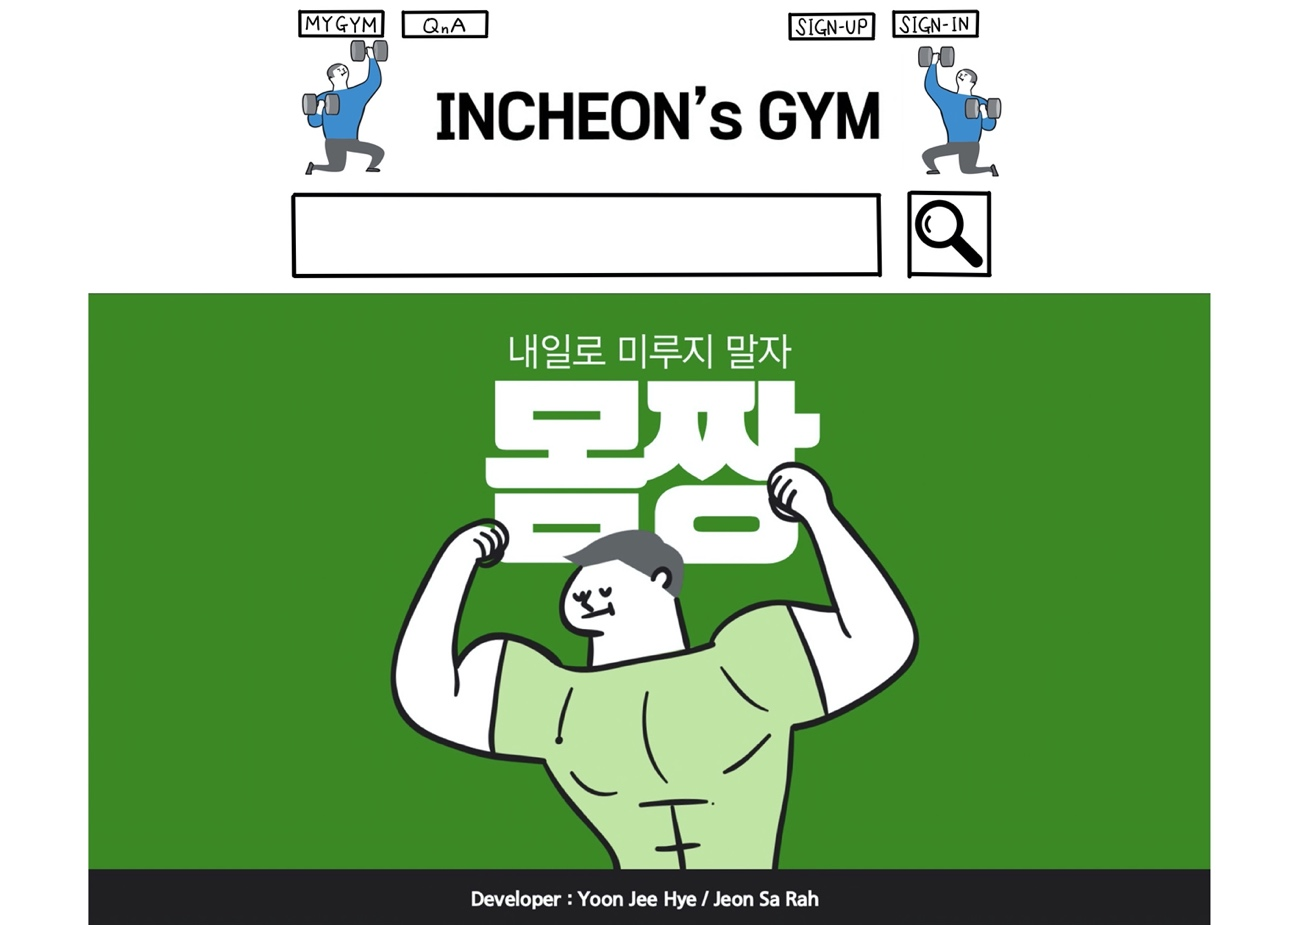 MYGYM QnA SIGN-UP SIGN-IN
INCHEON's GYM
내일로 미루지 말자
몸짱
Developer : Yoon Jee Hye / Jeon Sa Rah